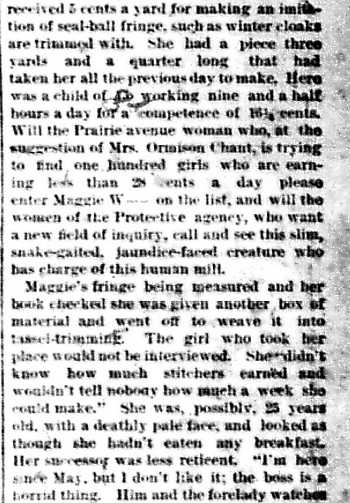 received 5 cents a yard for making an imita-
tion of seal-ball fringe, such as winter cloaks
are trimmed with. She had a piece three
yards and a quarter long that had
taken her all the previous day to make. Here
was a child of working nine and a half
hours a day for a competence of 16¼ cents.
Will the Prairie avenue woman who, at the
suggestion of Mrs. Ormison Chant, is trying
to find one hundred girls who are earn-
ing less than 28 cents a day please
enter Maggie W—— on the list, and will the
women of the Protective agency, who want
a new field of inquiry, call and see this slim,
snake-gaited, jaundice-faced creature who
has charge of this human mill.
Maggie's fringe being measured and her
book checked she was given another box of
material and went off to weave it into
tassel-trimming. The girl who took her
place would not be interviewed. She "didn't
know how much stitchers earned and
wouldn't tell nobody how much a week she
could make." She was, possibly, 25 years
old, with a deathly pale face, and looked as
though she hadn't eaten any breakfast.
Her successor was less reticent. "I'm here
since May, but I don't like it; the boss is a
horrid thing. Him and the forelady watches